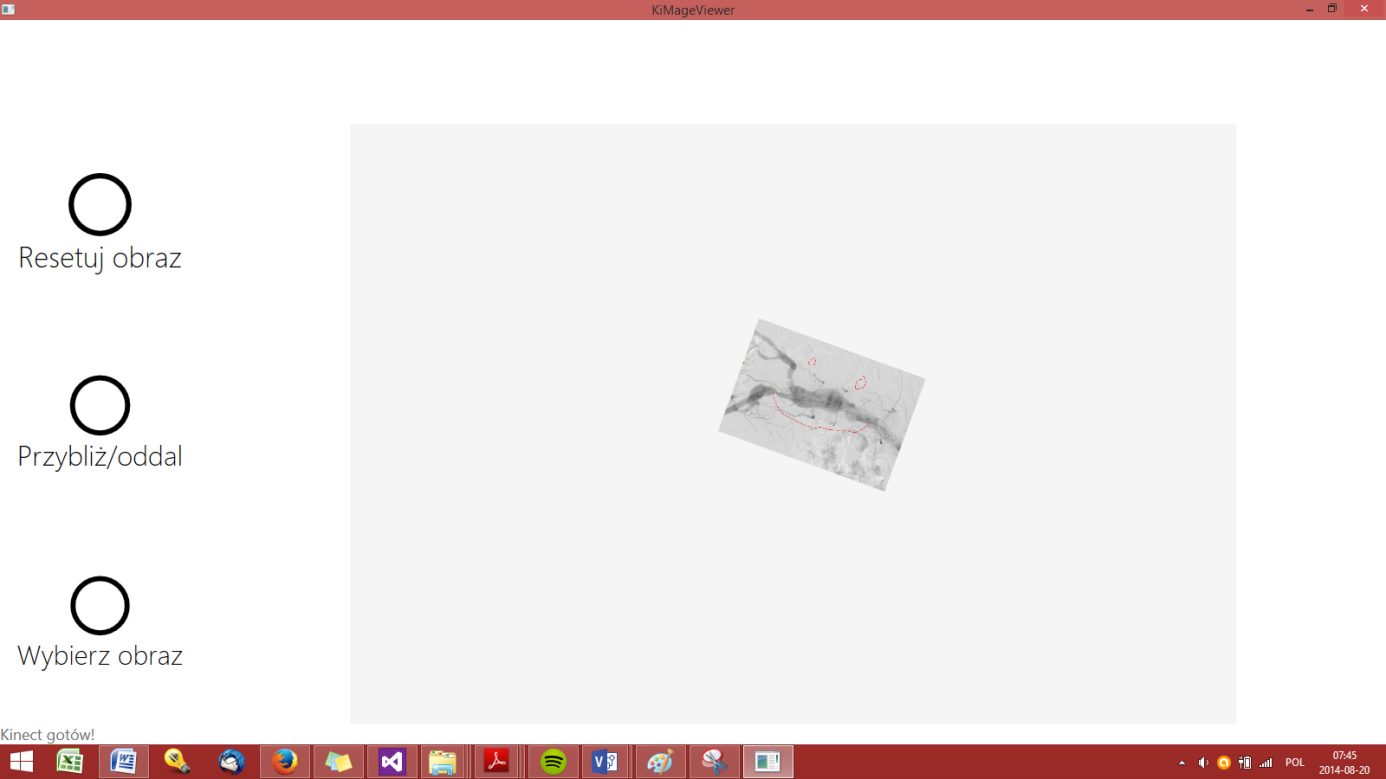 KiMageViewer
Resetuj obraz
Przybliż/oddal
Wybierz obraz
Kinect gotów!
POL
07:45
2014-08-20